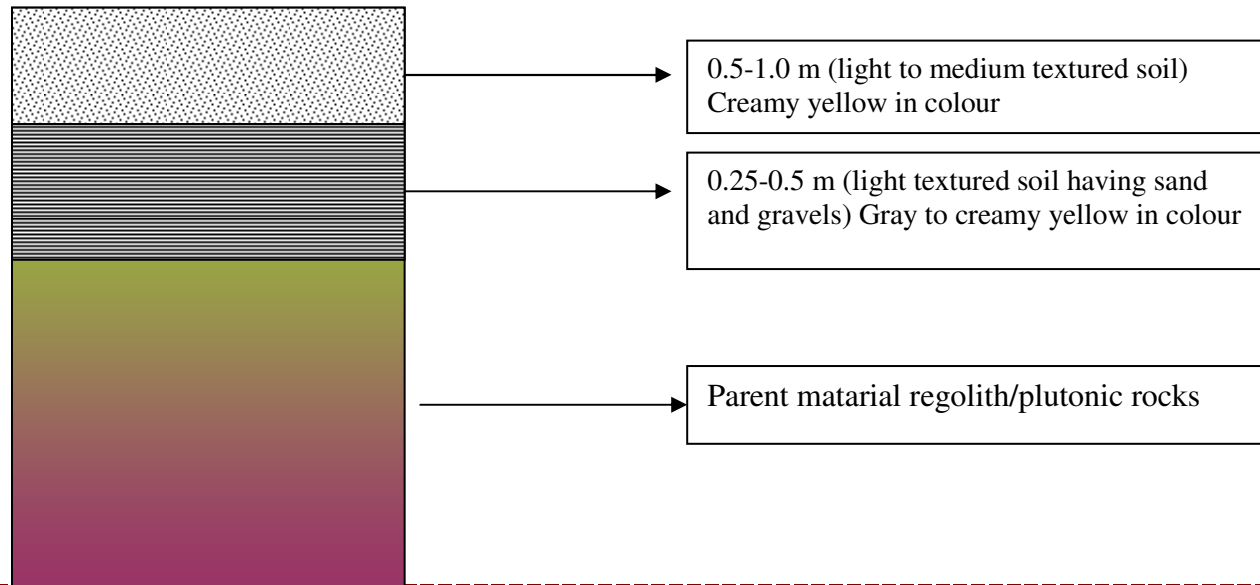 0.5-1.0 m (light to medium textured soil)
Creamy yellow in colour
0.25-0.5 m (light textured soil having sand
and gravels) Gray to creamy yellow in colour
Parent matarial regolith/plutonic rocks